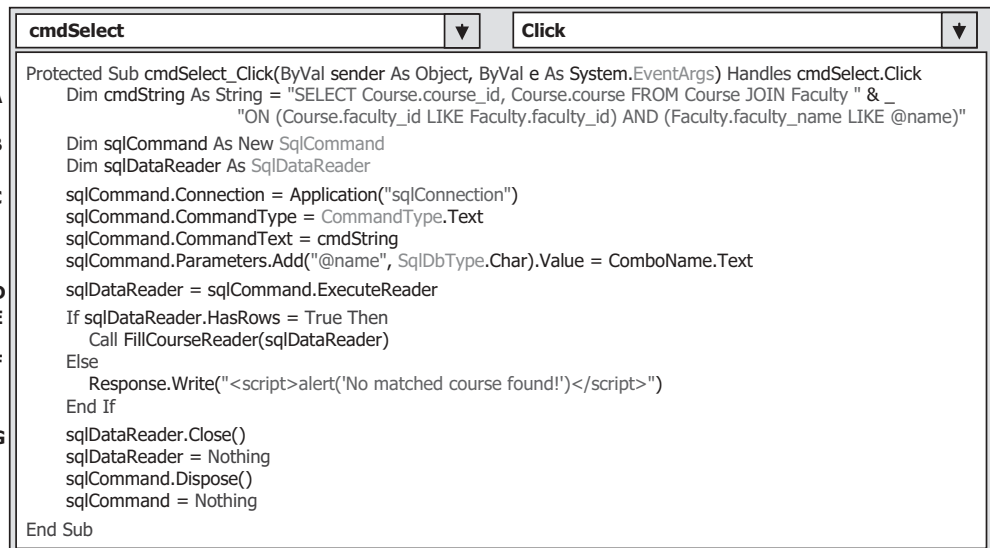 cmdSelect Click
Protected Sub cmdSelect_Click(ByVal sender As Object, ByVal e As System.EventArgs) Handles cmdSelect.Click
A Dim cmdString As String = "SELECT Course.course_id, Course.course FROM Course JOIN Faculty " & _
"ON (Course.faculty_id LIKE Faculty.faculty_id) AND (Faculty.faculty_name LIKE @name)"
B Dim sqlCommand As New SqlCommand
Dim sqlDataReader As SqlDataReader
sqlCommand.Connection = Application("sqlConnection")
sqlCommand.CommandType = CommandType.Text
sqlCommand.CommandText = cmdString
sqlCommand.Parameters.Add("@name", SqlDbType.Char).Value = ComboName.Text
D sqlDataReader = sqlCommand.ExecuteReader
E If sqlDataReader.HasRows = True Then
Call FillCourseReader(sqlDataReader)
Else
Response.Write("<script>alert('No matched course found!')</script>")
End If
G sqlDataReader.Close()
sqlDataReader = Nothing
sqlCommand.Dispose()
sqlCommand = Nothing
End Sub